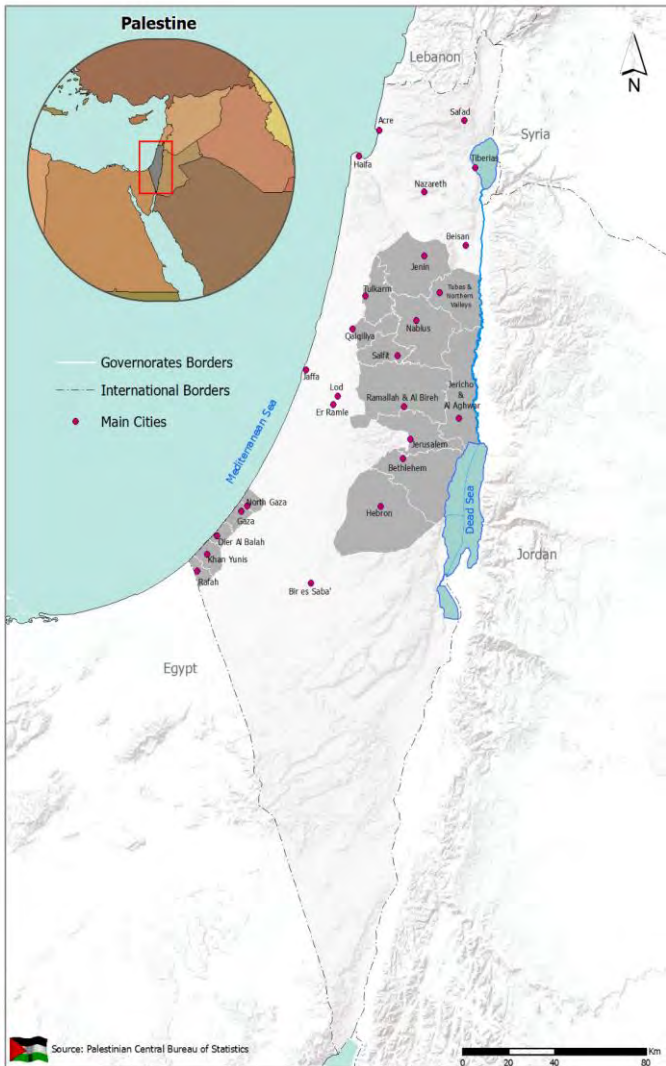 Palestine
Lebanon
N
Safad
Acre
Syria
Haifa
Tiberias
Nazareth
Beisan
Jenin
Tulkarm
Tubas &
Northern
Valleys
Nablus
Qalqiliya
Salfit
Governorates Borders
International Borders
Main Cities
Jaffa
Lod
Er Ramle
Ramallah & Al Bireh
Jericho
&
Al Aghwar
Mediterranean Sea
Jerusalem
Bethlehem
Hebron
Dead Sea
North Gaza
Gaza
Dier Al Balah
Khan Yunis
Rafah
Jordan
Bir es Saba'
Egypt
Source: Palestinian Central Bureau of Statistics
Km
0 20 40 80